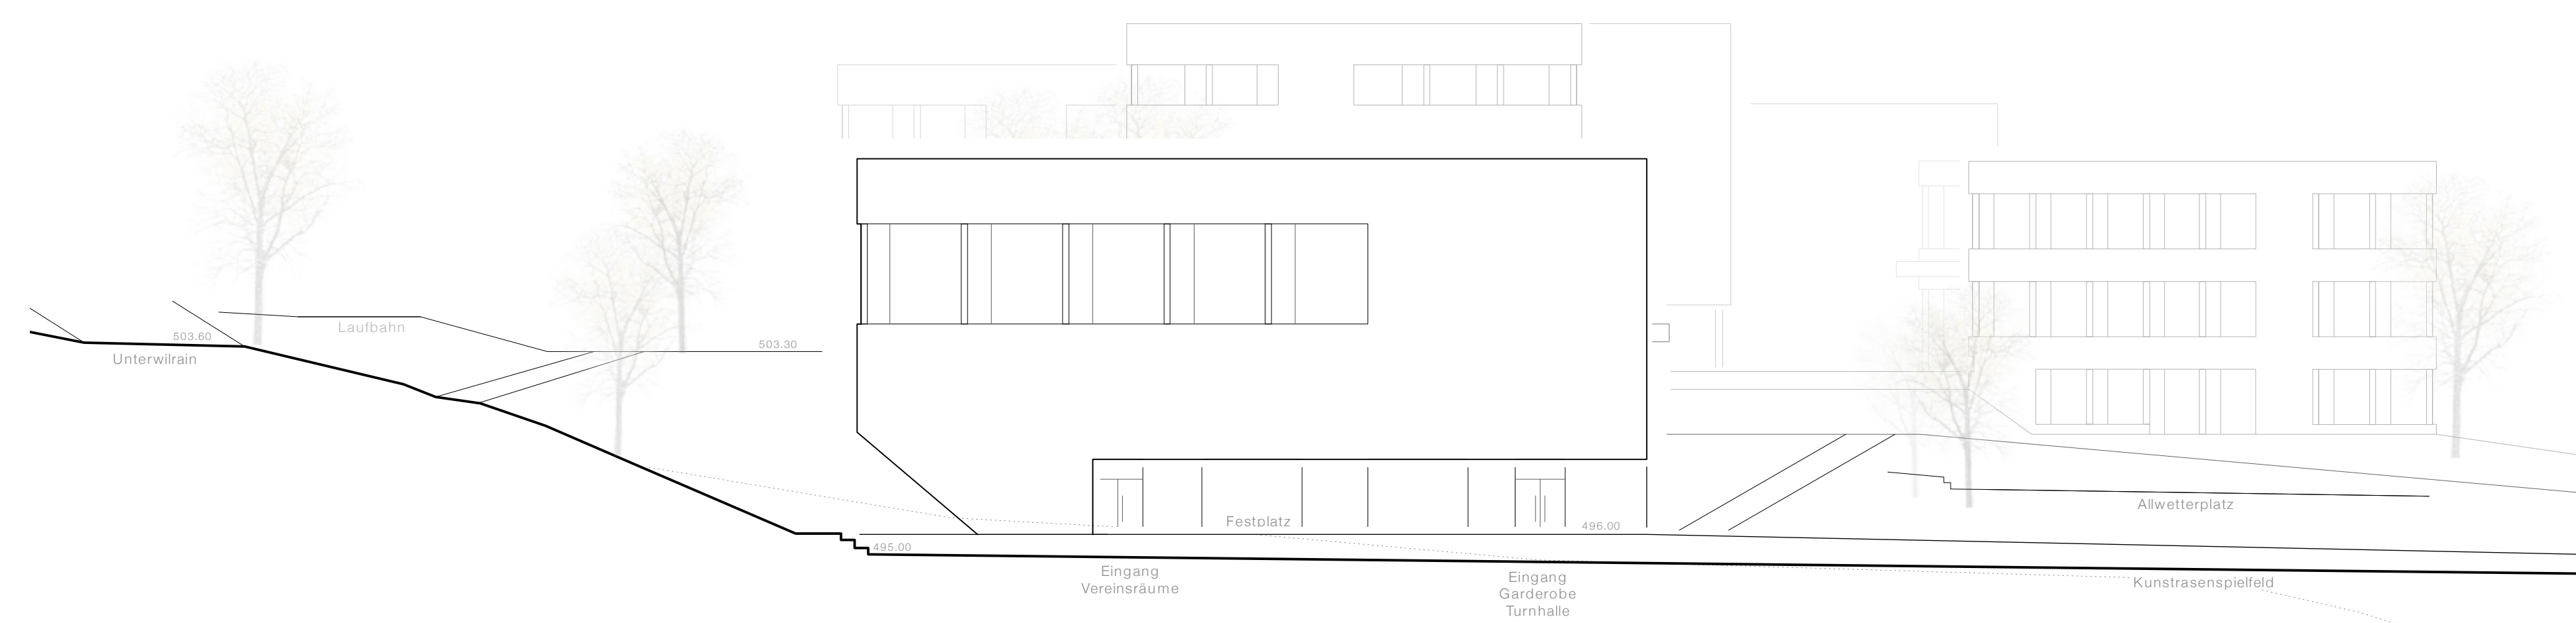 Laufbahn
503.60
503.30
Unterwilrain
Allwetterplatz
Festplatz
496.00
495.00
Eingang
Vereinsräume
Eingang
Garderobe
Turnhalle
Kunstrasenspielfeld